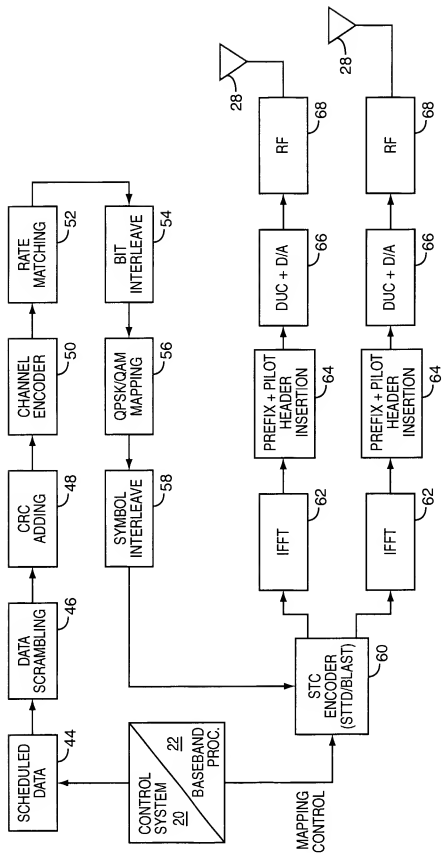 SCHEDULED DATA
44
DATA
SCRAMBLING
46
CRC
ADDING
48
CHANNEL
ENCODER
50
RATE
MATCHING
52
BIT
INTERLEAVE
54
QPSK/QAM
MAPPING
56
SYMBOL
INTERLEAVE
58
CONTROL
SYSTEM
20
22
BASEBAND PROC.
MAPPING
CONTROL
STC
ENCODER
(STTD/BLAST)
60
IFFT
62
PREFIX + PILOT
HEADER
INSERTION
64
DUC + D/A
66
RF
68
28
IFFT
62
PREFIX + PILOT
HEADER
INSERTION
64
DUC + D/A
66
RF
68
28